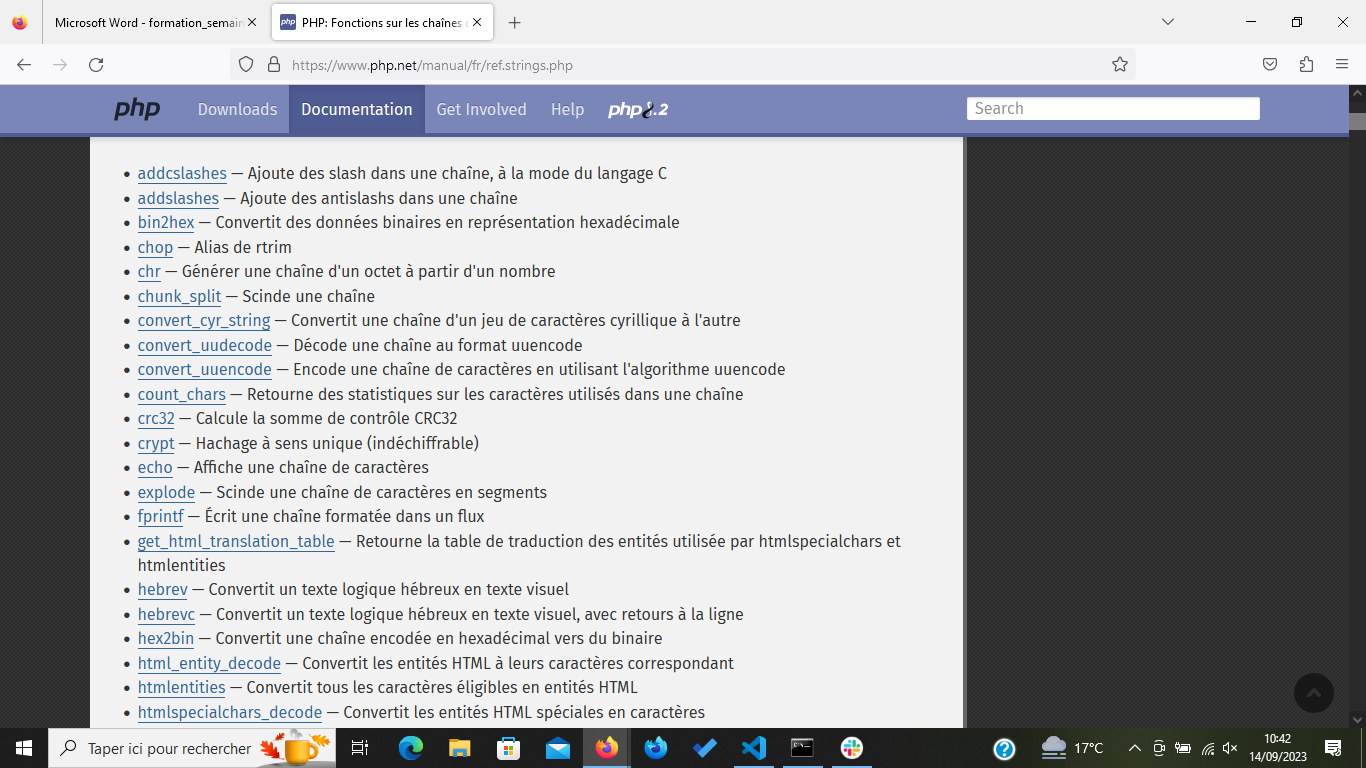 Microsoft Word - formation_semain
PHP: Fonctions sur les chaînes
https://www.php.net/manual/fr/ref.strings.php
php
Downloads
Documentation
Get Involved
Help
php8.2
Search
addcslashes — Ajoute des slash dans une chaîne, à la mode du langage C
addslashes — Ajoute des antislashs dans une chaîne
bin2hex — Convertit des données binaires en représentation hexadécimale
chop — Alias de rtrim
chr — Générer une chaîne d'un octet à partir d'un nombre
chunk_split — Scinde une chaîne
convert_cyr_string — Convertit une chaîne d'un jeu de caractères cyrillique à l'autre
convert_uudecode — Décode une chaîne au format uuencode
convert_uuencode — Encode une chaîne de caractères en utilisant l'algorithme uuencode
count_chars — Retourne des statistiques sur les caractères utilisés dans une chaîne
crc32 — Calcule la somme de contrôle CRC32
crypt — Hachage à sens unique (indéchiffrable)
echo — Affiche une chaîne de caractères
explode — Scinde une chaîne de caractères en segments
fprintf — Écrit une chaîne formatée dans un flux
get_html_translation_table — Retourne la table de traduction des entités utilisée par htmlspecialchars et
htmlentities
hebrev — Convertit un texte logique hébreux en texte visuel
hebrevc — Convertit un texte logique hébreux en texte visuel, avec retours à la ligne
hex2bin — Convertit une chaîne encodée en hexadécimal vers du binaire
html_entity_decode — Convertit les entités HTML à leurs caractères correspondant
htmlentities — Convertit tous les caractères éligibles en entités HTML
htmlspecialchars_decode — Convertit les entités HTML spéciales en caractères
Taper ici pour rechercher
17°C
10:42
14/09/2023